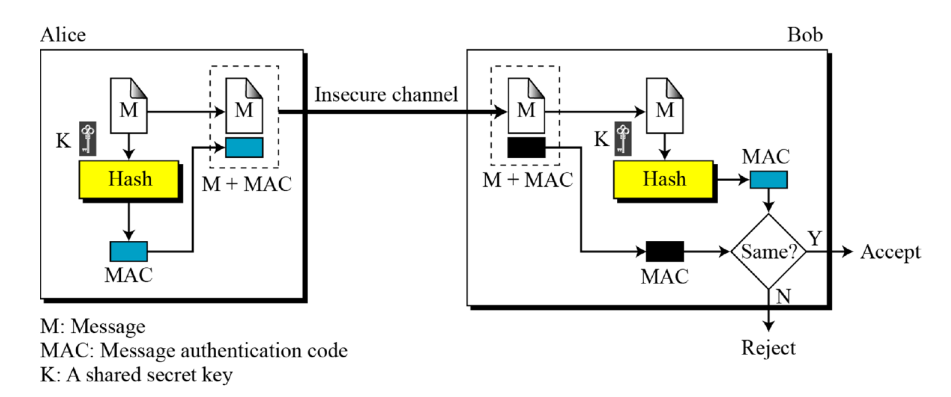 Alice
Bob
M
M
Insecure channel
M
M
K
K
Hash
M + MAC
M + MAC
Hash
MAC
MAC
MAC
Same?
Y
Accept
N
Reject
M: Message
MAC: Message authentication code
K: A shared secret key